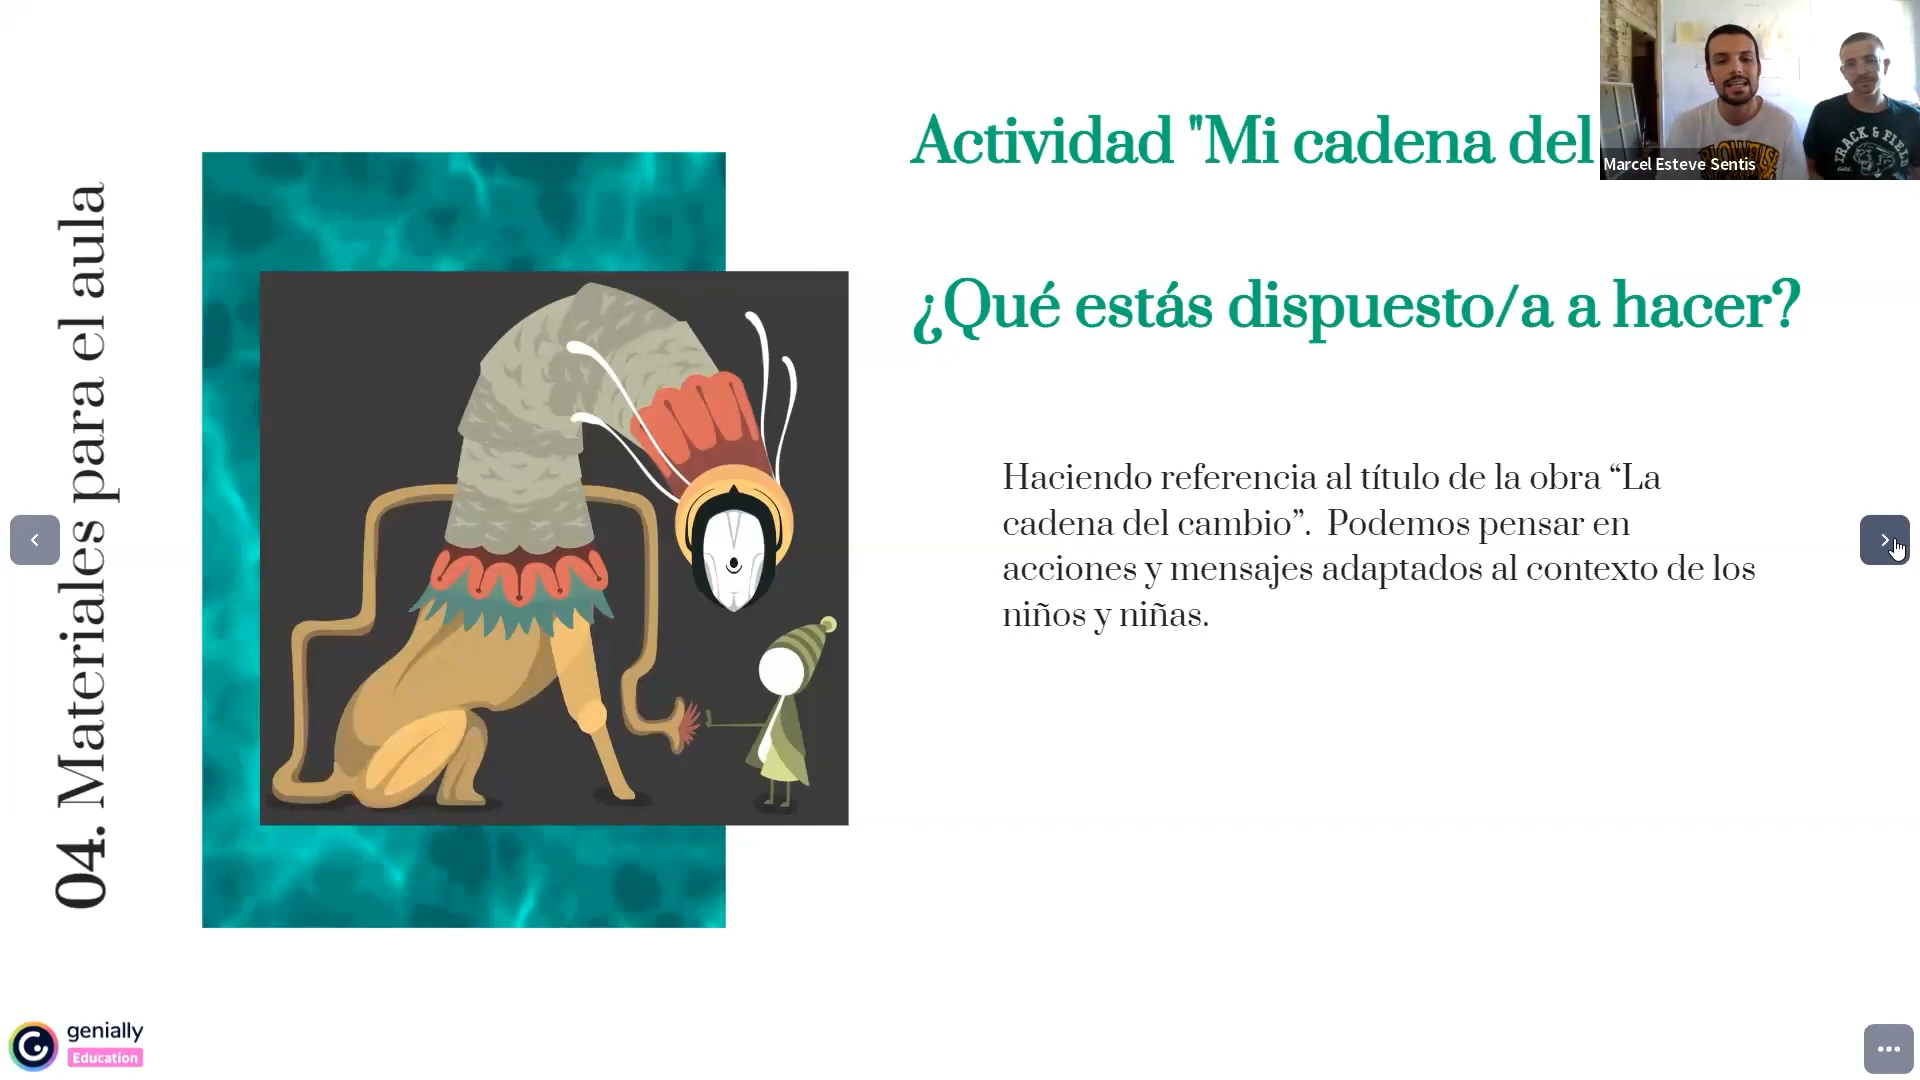 04. Materiales para el aula
Actividad "Mi cadena del
¿Qué estás dispuesto/a a hacer?
Haciendo referencia al título de la obra “La
cadena del cambio”.  Podemos pensar en
acciones y mensajes adaptados al contexto de los
niños y niñas.
Marcel Esteve Sentis
TRACK & FIELD
genially
Education